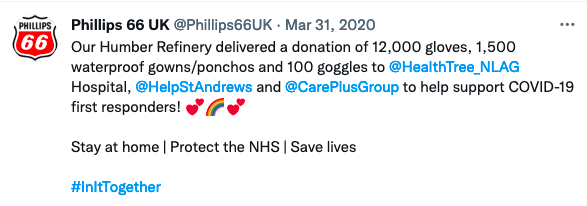 PHILLIPS
66
Phillips 66 UK @Phillips66UK · Mar 31, 2020
Our Humber Refinery delivered a donation of 12,000 gloves, 1,500
waterproof gowns/ponchos and 100 goggles to @HealthTree_NLAG
Hospital, @HelpStAndrews and @CarePlusGroup to help support COVID-19
first responders! 💕🌈💕
Stay at home | Protect the NHS | Save lives
#InItTogether